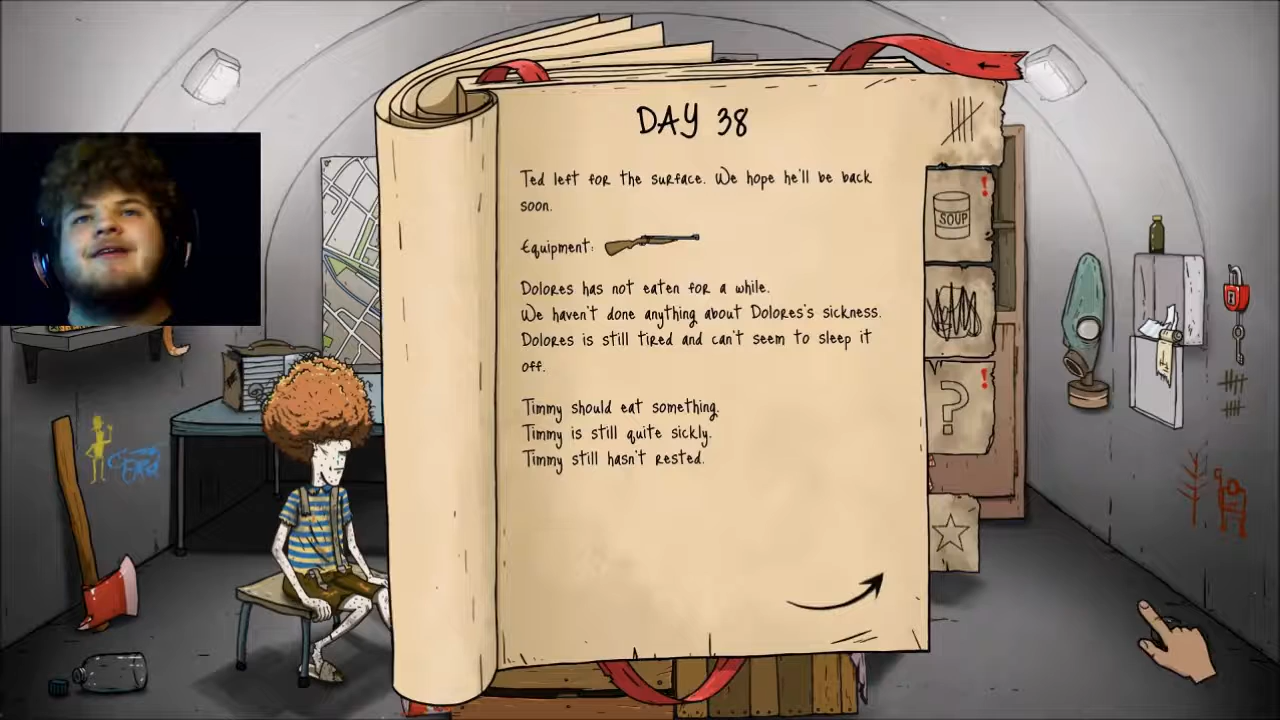 DAY 38
Ted left for the surface. We hope he'll be back
soon.
Equipment:
Dolores has not eaten for a while.
We haven't done anything about Dolores's sickness.
Dolores is still tired and can't seem to sleep it
off.
Timmy should eat something.
Timmy is still quite sickly.
Timmy still hasn't rested.
!
SOUP
!
?